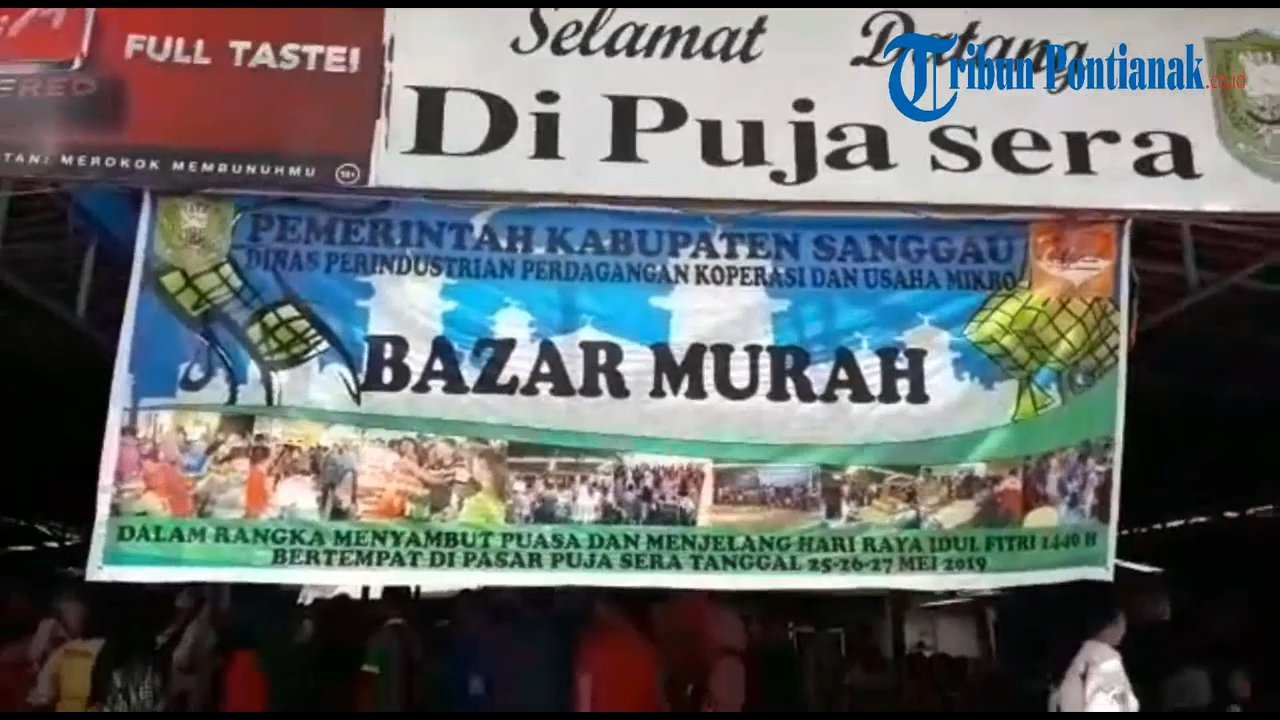 FULL TASTE!
RED
TAN: MEROKOK MEMBUNUHMU 18+
Selamat Datang
Di Puja sera
Tribun Pontianak.co.id
PEMERINTAH KABUPATEN SANGGAU
DINAS PERINDUSTRIAN PERDAGANGAN KOPERASI DAN USAHA MIKRO
BAZAR MURAH
DALAM RANGKA MENYAMBUT PUASA DAN MENJELANG HARI RAYA IDUL FITRI 1440 H
BERTEMPAT DI PASAR PUJA SERA TANGGAL 25-26-27 MEI 2019